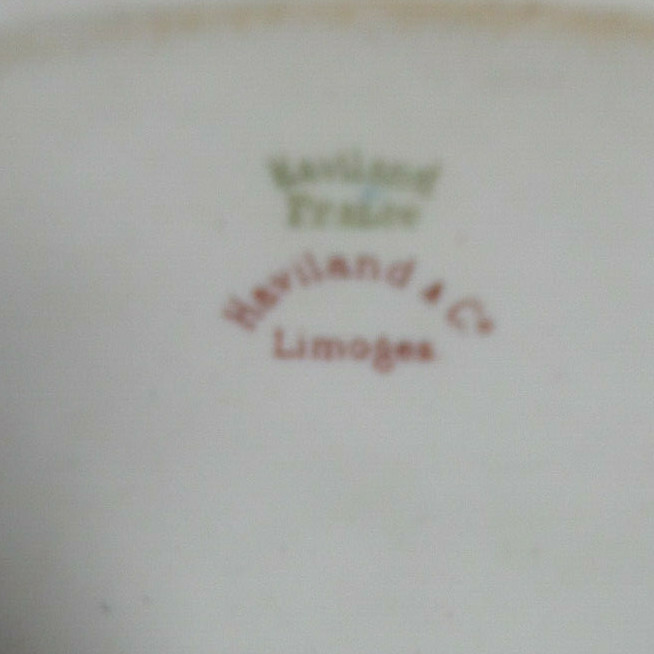 Haviland
France
Haviland & Cº
Limoges